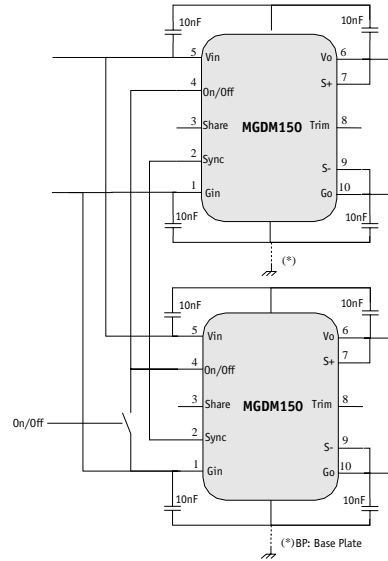 10nF
10nF
5 Vin
Vo 6
4 On/Off
S+ 7
3 Share
MGDM150
Trim 8
2 Sync
S- 9
1 Gin
Go 10
10nF
10nF
(*)
10nF
10nF
5 Vin
Vo 6
4 On/Off
S+ 7
3 Share
MGDM150
Trim 8
On/Off
2 Sync
S- 9
1 Gin
Go 10
10nF
10nF
(*)BP: Base Plate